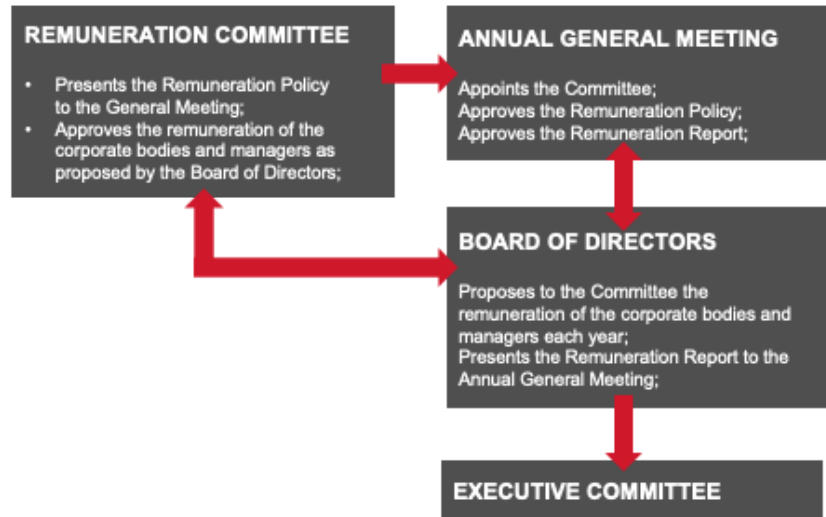 REMUNERATION COMMITTEE
• Presents the Remuneration Policy
to the General Meeting;
• Approves the remuneration of the
corporate bodies and managers as
proposed by the Board of Directors;
ANNUAL GENERAL MEETING
Appoints the Committee;
Approves the Remuneration Policy;
Approves the Remuneration Report;
BOARD OF DIRECTORS
Proposes to the Committee the
remuneration of the corporate bodies and
managers each year;
Presents the Remuneration Report to the
Annual General Meeting;
EXECUTIVE COMMITTEE